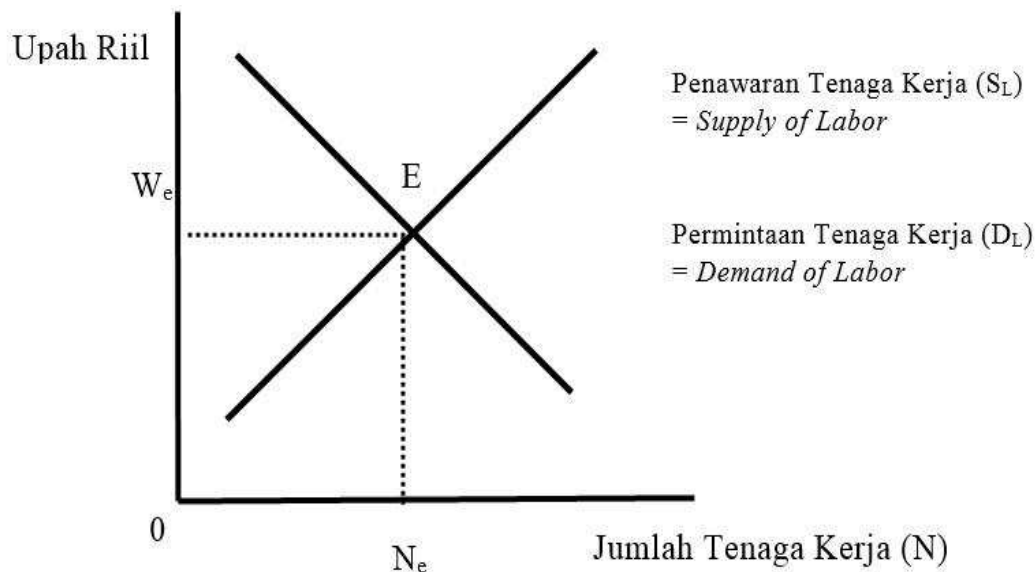 Upah Riil
Penawaran Tenaga Kerja (SL)
= Supply of Labor
E
We
Permintaan Tenaga Kerja (DL)
= Demand of Labor
0
Ne
Jumlah Tenaga Kerja (N)